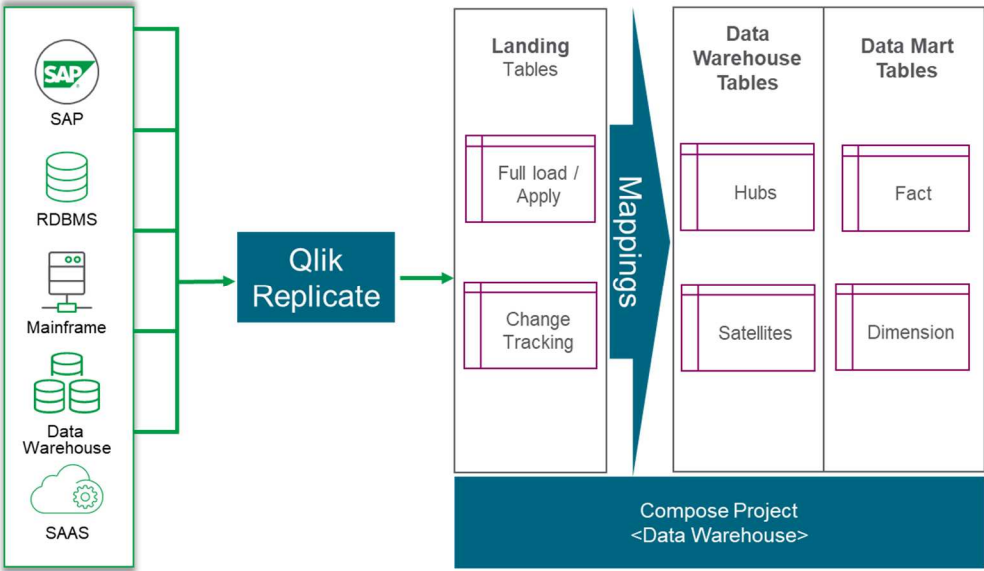 SAP
SAP
RDBMS
Mainframe
Data
Warehouse
SAAS
Qlik
Replicate
Landing
Tables
Full load /
Apply
Change
Tracking
Mappings
Data
Warehouse
Tables
Hubs
Satellites
Data Mart
Tables
Fact
Dimension
Compose Project
<Data Warehouse>